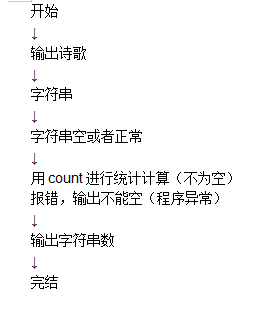 开始
↓
输出诗歌
↓
字符串
↓
字符串空或者正常
↓
用 count 进行统计计算（不为空）
报错，输出不能空（程序异常）
↓
输出字符串数
↓
完结